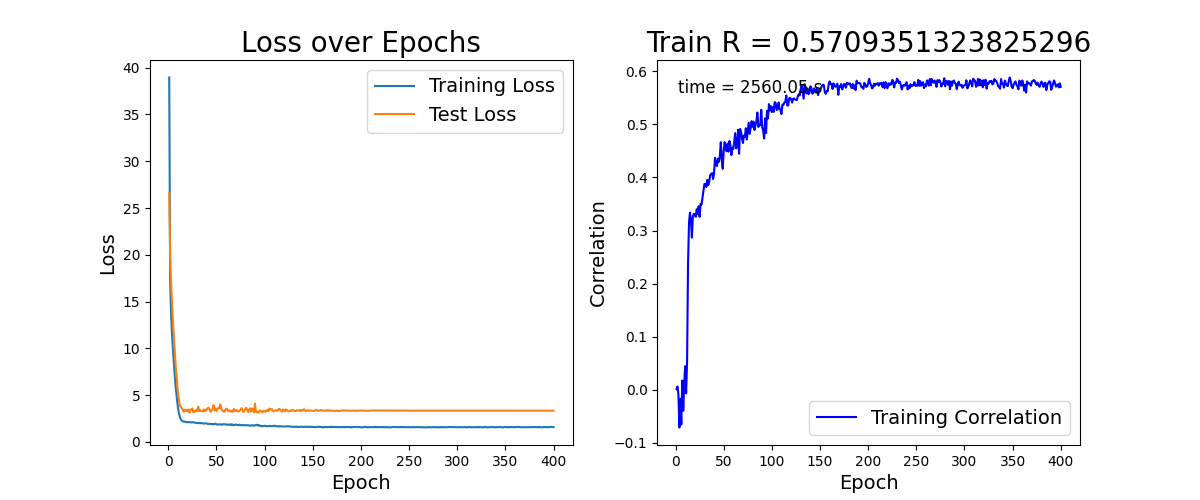 Loss over Epochs
40
35
30
25
20
15
10
5
0
Loss
Training Loss
Test Loss
0 50 100 150 200 250 300 350 400
Epoch
Train R = 0.5709351323825296
0.6
0.5
0.4
0.3
0.2
0.1
0.0
−0.1
Correlation
time = 2560.05 s
Training Correlation
0 50 100 150 200 250 300 350 400
Epoch